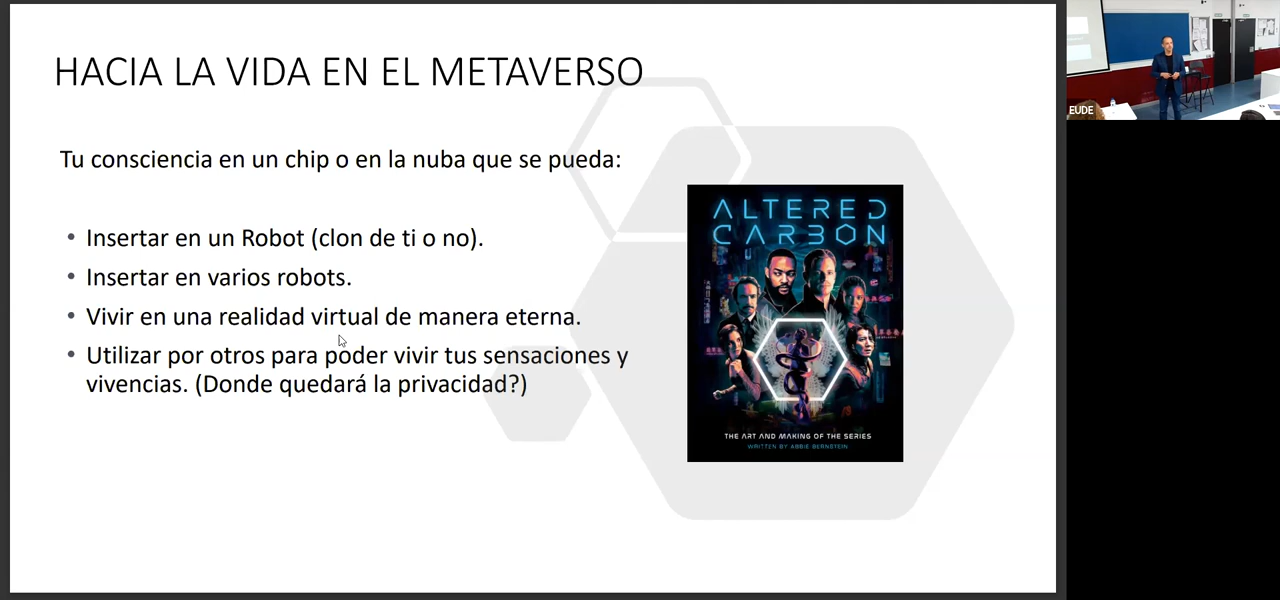 HACIA LA VIDA EN EL METAVERSO
Tu consciencia en un chip o en la nuba que se pueda:
• Insertar en un Robot (clon de ti o no).
• Insertar en varios robots.
• Vivir en una realidad virtual de manera eterna.
• Utilizar por otros para poder vivir tus sensaciones y
vivencias. (Donde quedará la privacidad?)
ALTERED
CARBON
THE ART AND MAKING OF THE SERIES
WRITTEN BY ABBIE BERNSTEIN
EUDE